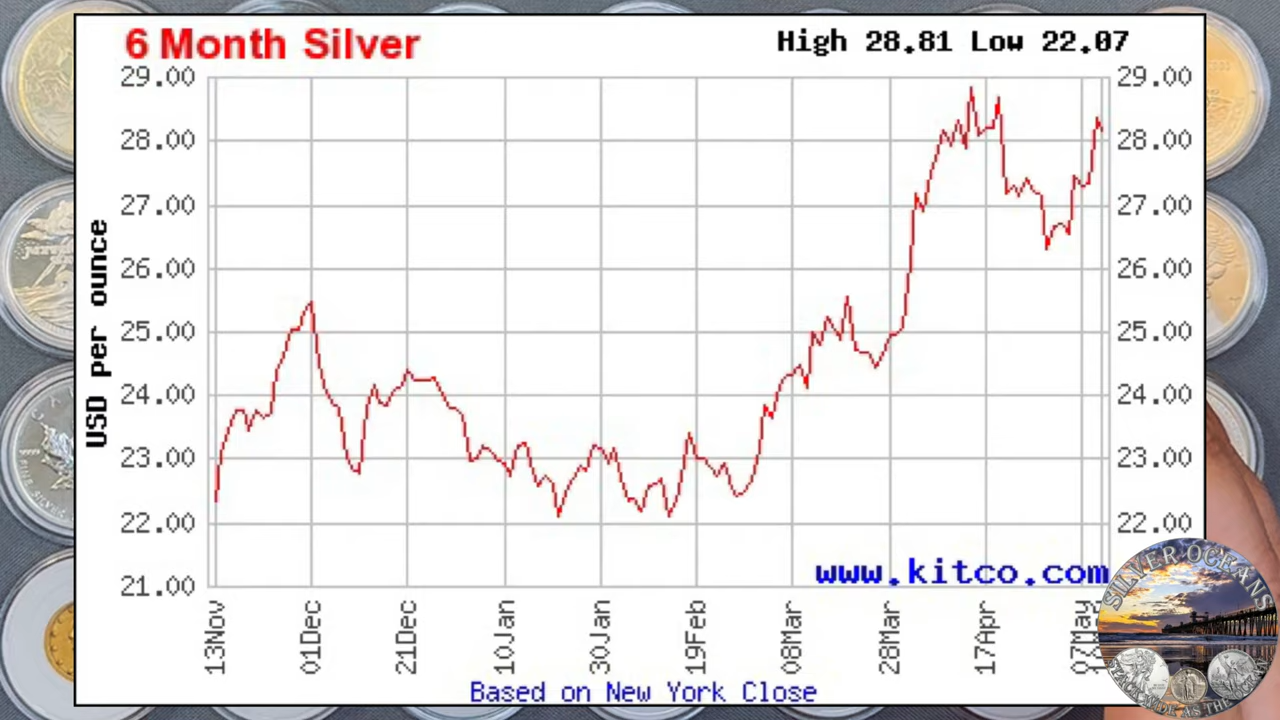 6 Month Silver
High 28.81 Low 22.07
29.00 29.00
28.00 28.00
27.00 27.00
26.00 26.00
25.00 25.00
24.00 24.00
23.00 23.00
22.00 22.00
21.00
USD per ounce
www.kitco.com
13Nov 01Dec 21Dec 10Jan 30Jan 19Feb 08Mar 28Mar 17Apr 07May
Based on New York Close
SILVER OCEANS